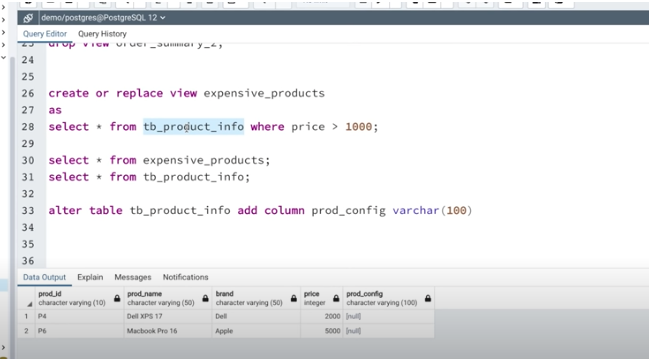 demo/postgres@PostgreSQL 12
Query Editor Query History
23 drop view order_summary_2;
24
25
26 create or replace view expensive_products
27 as
28 select * from tb_product_info where price > 1000;
29
30 select * from expensive_products;
31 select * from tb_product_info;
32
33 alter table tb_product_info add column prod_config varchar(100)
34
35
36
Data Output Explain Messages Notifications
prod_id prod_name brand price prod_config
character varying (10) character varying (50) character varying (50) integer character varying (100)
1 P4 Dell XPS 17 Dell 2000 [null]
2 P6 Macbook Pro 16 Apple 5000 [null]